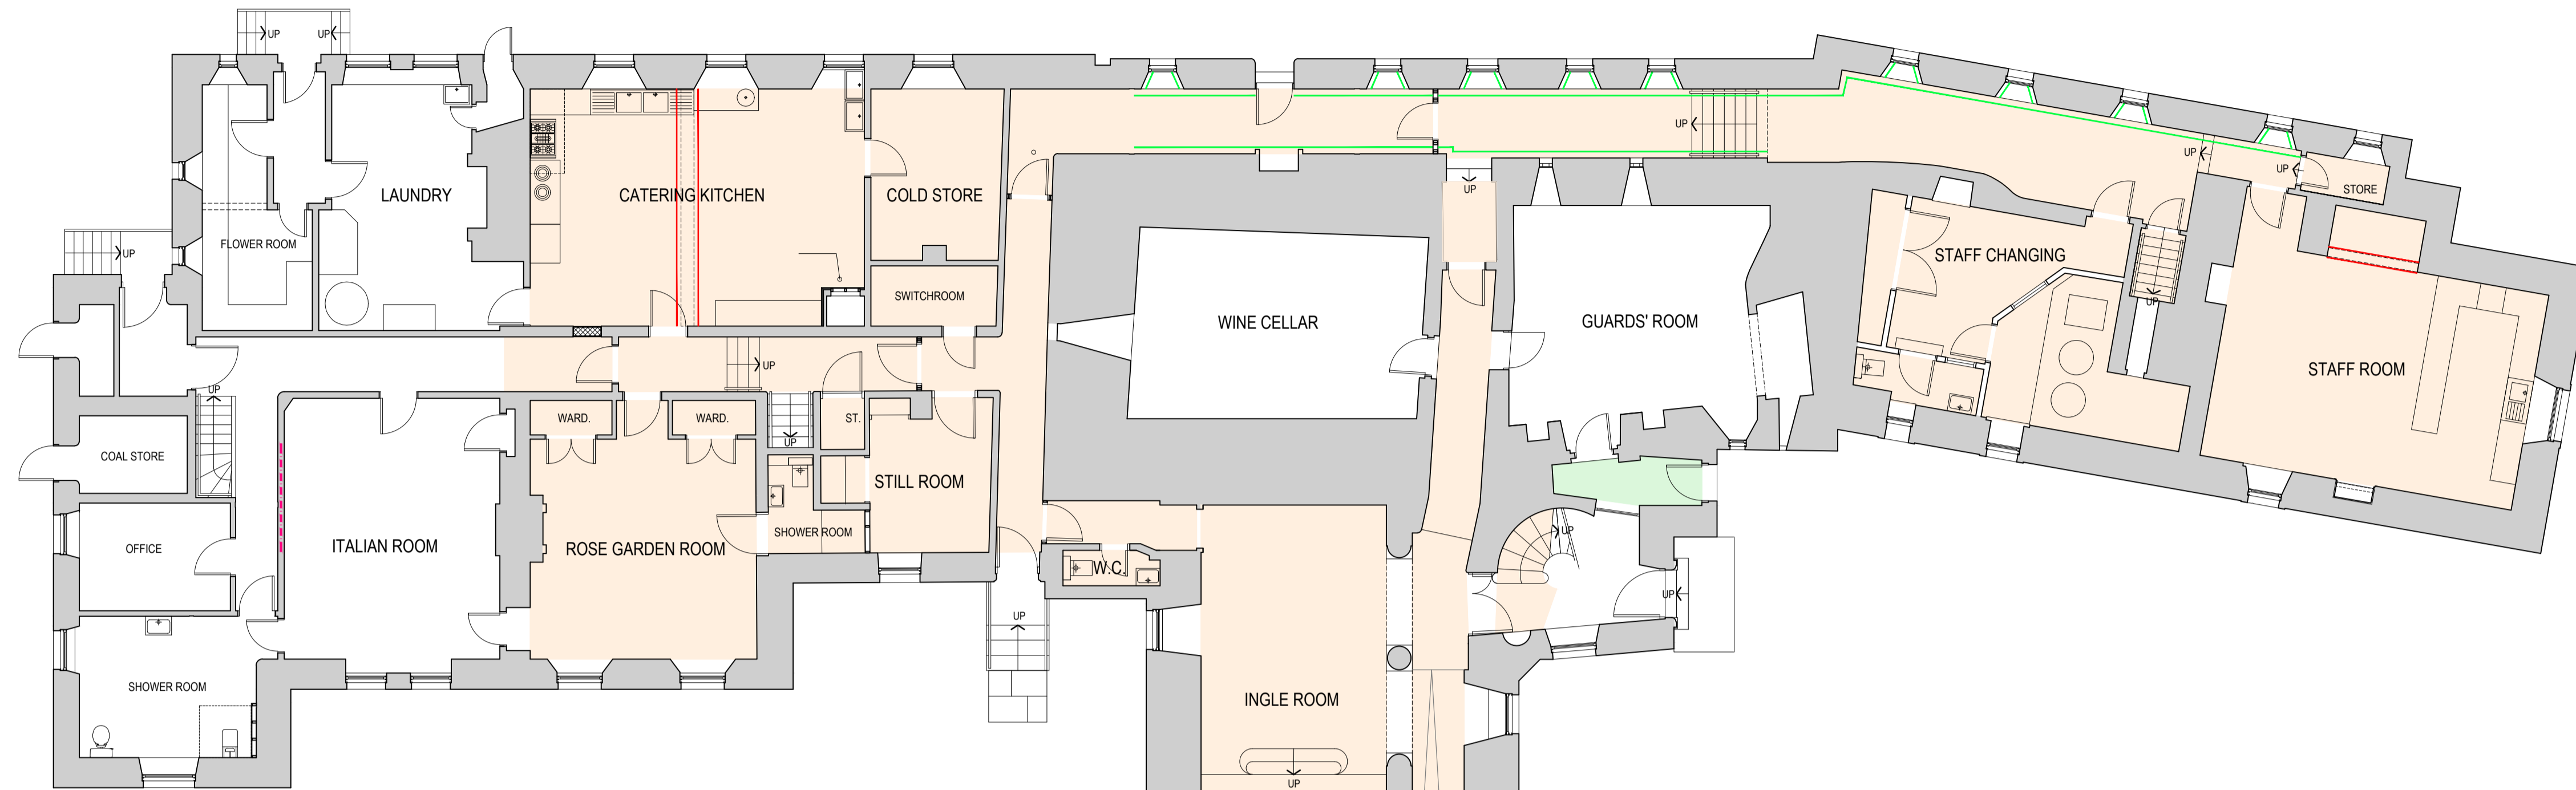 UP
UP
UP
UP
STORE
UP
UP
LAUNDRY
CATERING KITCHEN
COLD STORE
FLOWER ROOM
UP
STAFF CHANGING
SWITCHROOM
UP
WINE CELLAR
GUARDS' ROOM
UP
STAFF ROOM
UP
WARD.
WARD.
ST.
UP
COAL STORE
STILL ROOM
OFFICE
ITALIAN ROOM
ROSE GARDEN ROOM
SHOWER ROOM
UP
W.C.
UP
UP
SHOWER ROOM
INGLE ROOM
UP